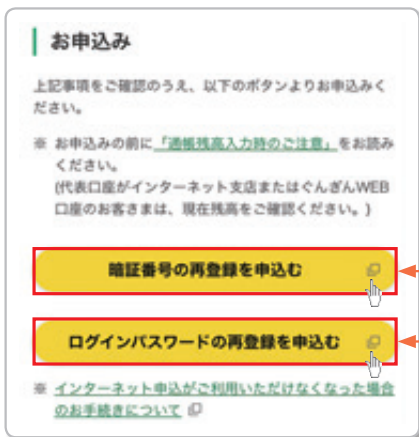 お申込み
上記事項をご確認のうえ、以下のボタンよりお申込みく
ださい。
※ お申込みの前に「通帳残高入力時のご注意」をお読み
ください。
(代表口座がインターネット支店またはぐんぎんWEB
口座のお客さまは、現在残高をご確認ください。)
暗証番号の再登録を申込む
ログインパスワードの再登録を申込む
※ インターネット申込がご利用いただけなくなった場合
のお手続きについて